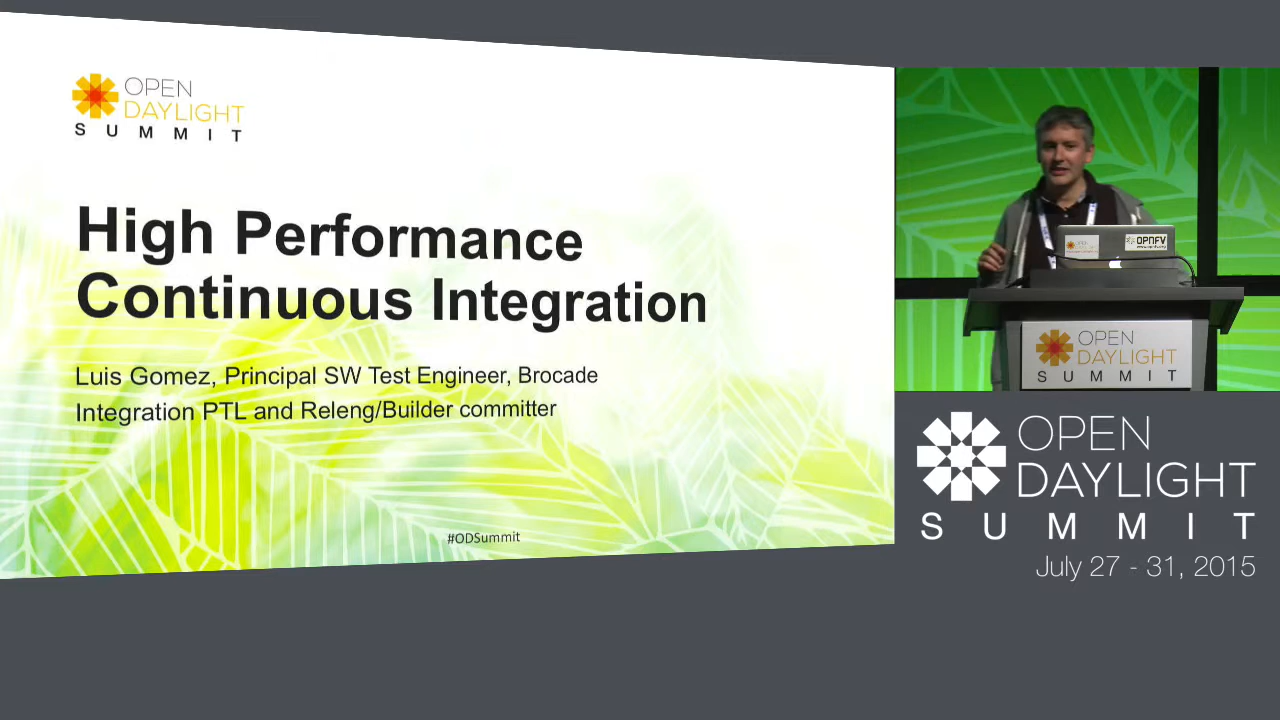 OPEN
DAYLIGHT
SUMMIT
High Performance
Continuous Integration
Luis Gomez, Principal SW Test Engineer, Brocade
Integration PTL and Releng/Builder committer
#ODSummit
OPNFV
OPEN
DAYLIGHT
SUMMIT
OPEN
DAYLIGHT
SUMMIT
July 27 - 31, 2015